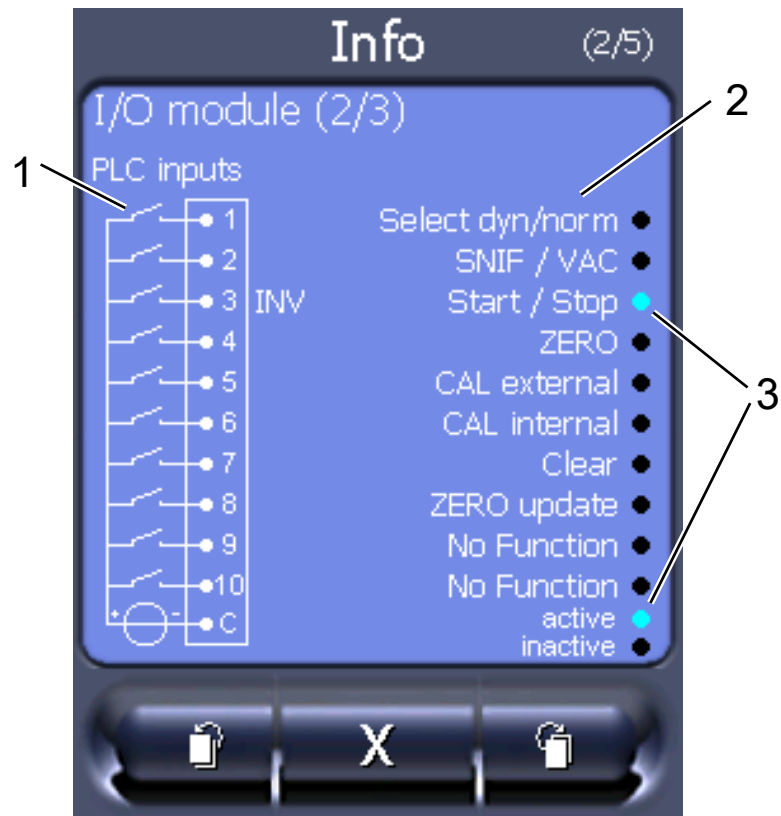 Info (2/5)
I/O module (2/3)
2
1
PLC inputs
1 Select dyn/norm
2 SNIF / VAC
3 INV Start / Stop
4 ZERO
5 CAL external
3
6 CAL internal
7 Clear
8 ZERO update
9 No Function
10 No Function
+ - C active
inactive
X